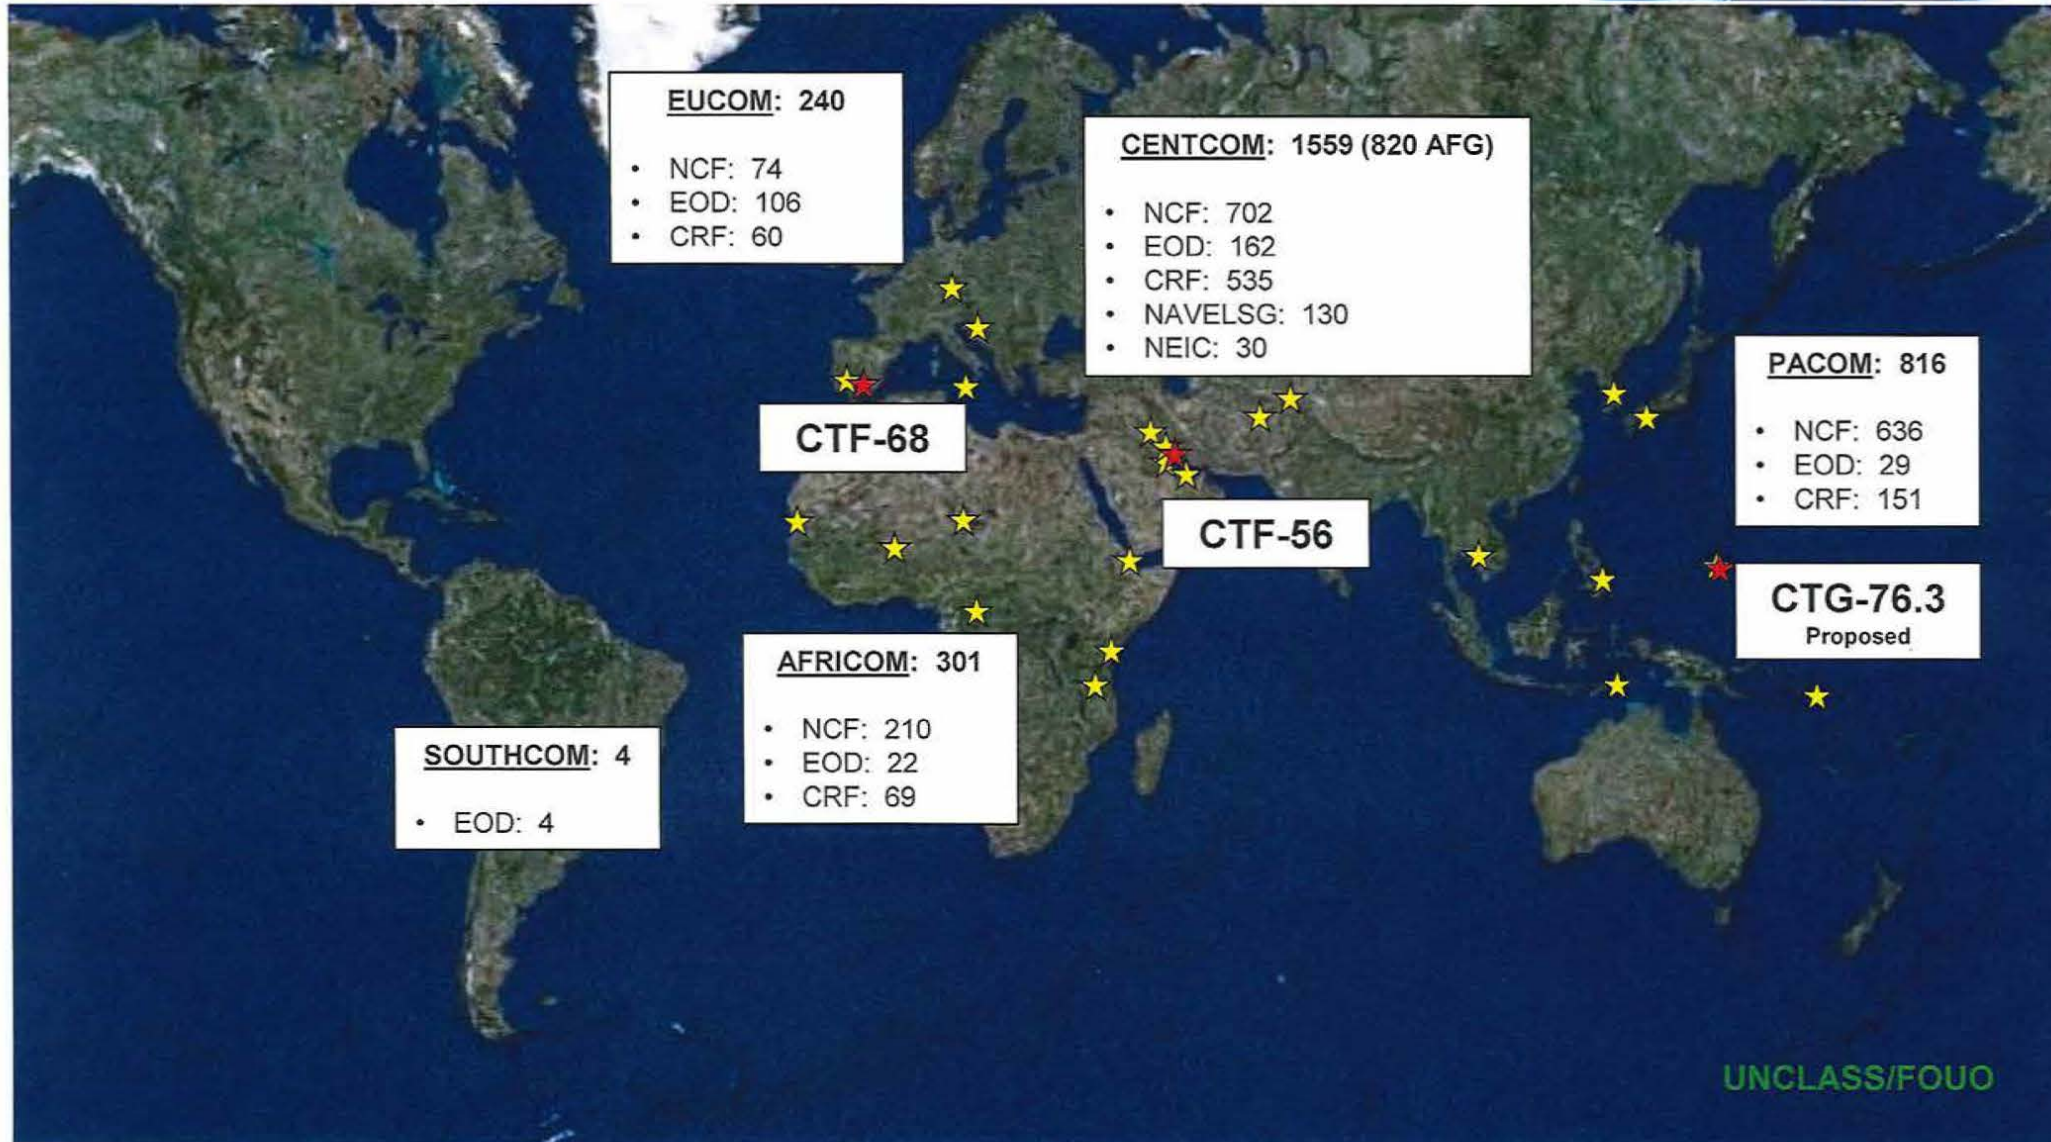 EUCOM: 240
• NCF: 74
• EOD: 106
• CRF: 60
CENTCOM: 1559 (820 AFG)
• NCF: 702
• EOD: 162
• CRF: 535
• NAVELSG: 130
• NEIC: 30
PACOM: 816
• NCF: 636
• EOD: 29
• CRF: 151
CTF-68
CTF-56
CTG-76.3
Proposed
AFRICOM: 301
• NCF: 210
• EOD: 22
• CRF: 69
SOUTHCOM: 4
• EOD: 4
UNCLASS/FOUO